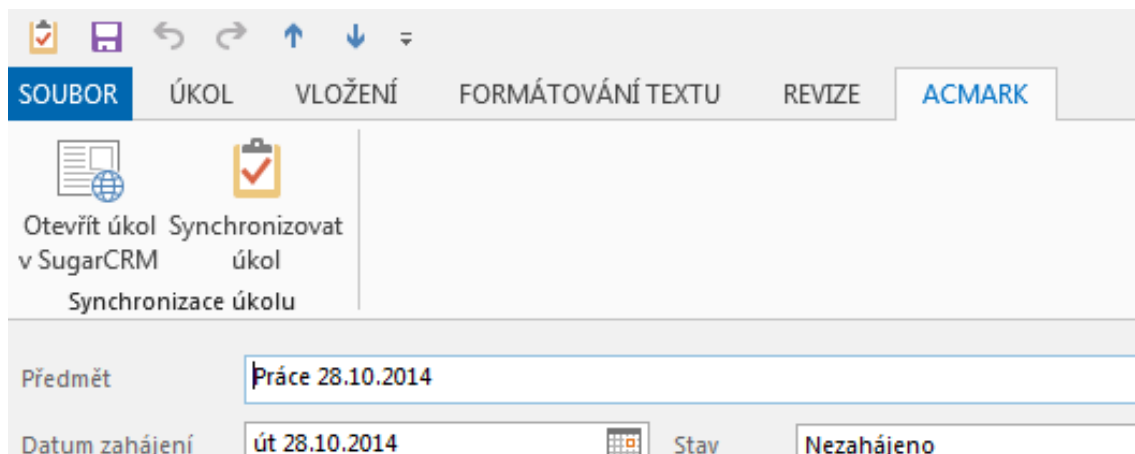 SOUBOR ÚKOL VLOŽENÍ FORMÁTOVÁNÍ TEXTU REVIZE ACMARK
Otevřít úkol Synchronizovat
v SugarCRM úkol
Synchronizace úkolu
Předmět Práce 28.10.2014
Datum zahájení út 28.10.2014 Stav Nezahájeno